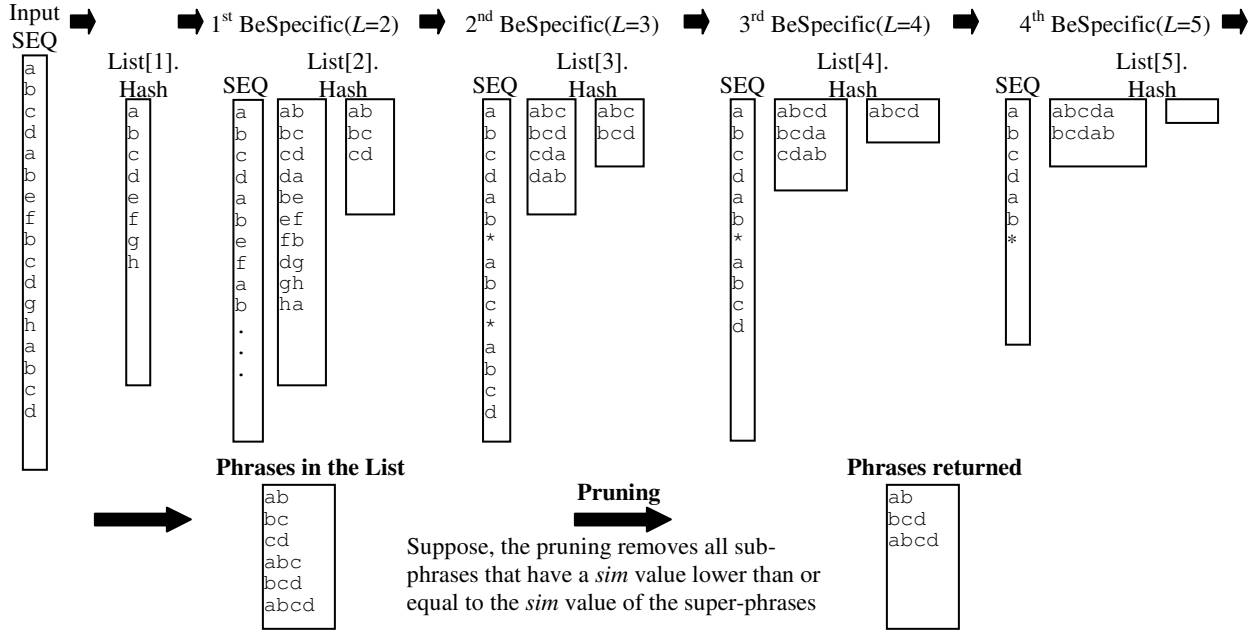 Input
SEQ
a
b
c
d
a
b
e
f
b
c
d
g
h
a
b
c
d
List[1].
Hash
a
b
c
d
e
f
g
h
1st BeSpecific(L=2)
List[2].
SEQ Hash
a
b
c
d
a
b
e
f
a
b
.
.
.
ab
bc
cd
da
be
ef
fb
dg
gh
ha
ab
bc
cd
2nd BeSpecific(L=3)
List[3].
SEQ Hash
a
b
c
d
a
b
*
a
b
c
*
a
b
c
d
abc
bcd
cda
dab
abc
bcd
3rd BeSpecific(L=4)
List[4].
SEQ Hash
a
b
c
d
a
b
*
a
b
c
d
abcd
bcda
cdab
abcd
4th BeSpecific(L=5)
List[5].
SEQ Hash
a
b
c
d
a
b
*
abcda
bcdab
Phrases in the List
ab
bc
cd
abc
bcd
abcd
Pruning
Suppose, the pruning removes all sub-
phrases that have a sim value lower than or
equal to the sim value of the super-phrases
Phrases returned
ab
bcd
abcd